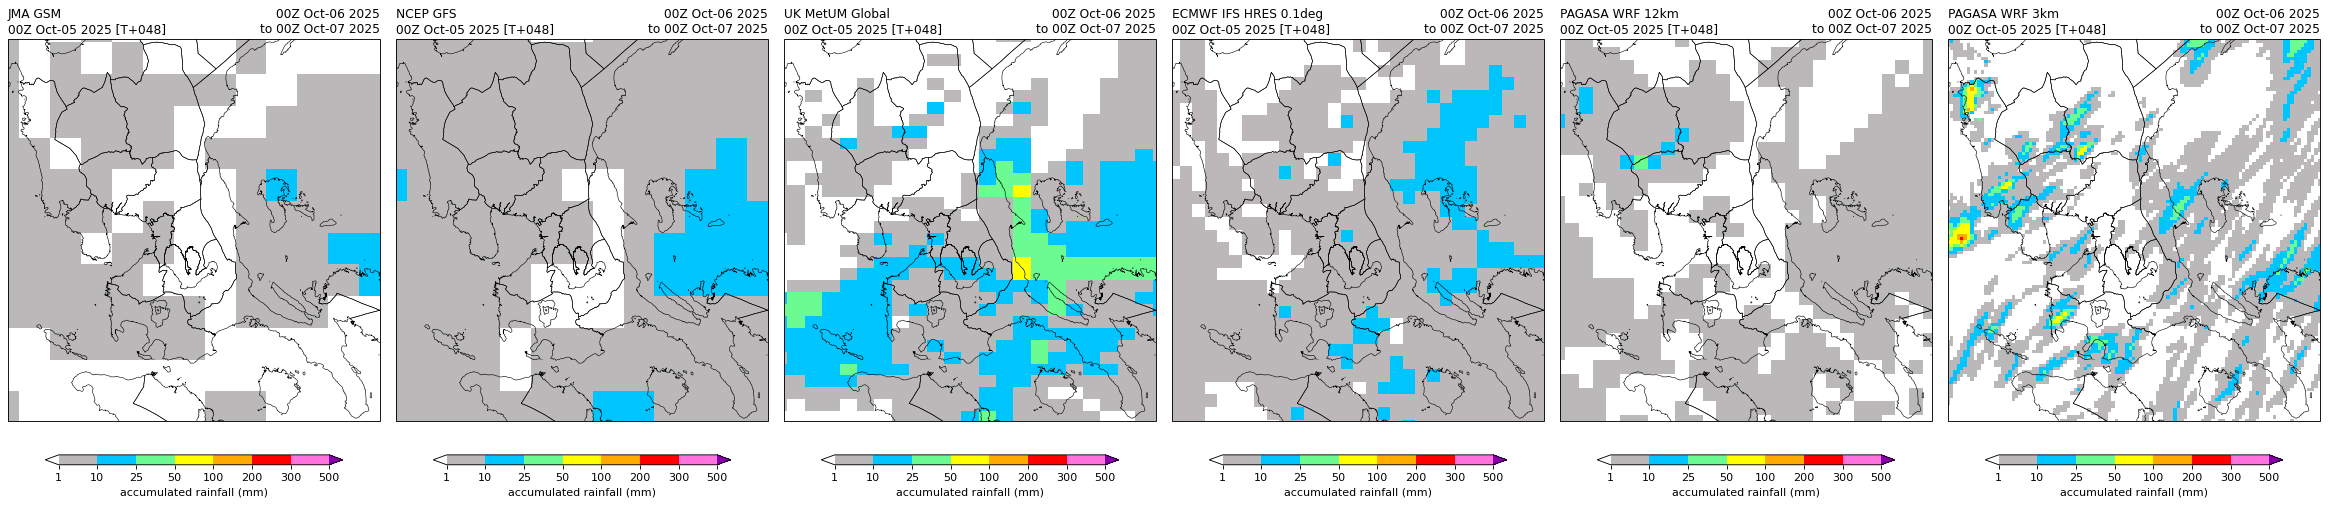 JMA GSM 00Z Oct-06 2025
00Z Oct-05 2025 [T+048] to 00Z Oct-07 2025
1 10 25 50 100 200 300 500
accumulated rainfall (mm)
NCEP GFS 00Z Oct-06 2025
00Z Oct-05 2025 [T+048] to 00Z Oct-07 2025
1 10 25 50 100 200 300 500
accumulated rainfall (mm)
UK MetUM Global 00Z Oct-06 2025
00Z Oct-05 2025 [T+048] to 00Z Oct-07 2025
1 10 25 50 100 200 300 500
accumulated rainfall (mm)
ECMWF IFS HRES 0.1deg 00Z Oct-06 2025
00Z Oct-05 2025 [T+048] to 00Z Oct-07 2025
1 10 25 50 100 200 300 500
accumulated rainfall (mm)
PAGASA WRF 12km 00Z Oct-06 2025
00Z Oct-05 2025 [T+048] to 00Z Oct-07 2025
1 10 25 50 100 200 300 500
accumulated rainfall (mm)
PAGASA WRF 3km 00Z Oct-06 2025
00Z Oct-05 2025 [T+048] to 00Z Oct-07 2025
1 10 25 50 100 200 300 500
accumulated rainfall (mm)